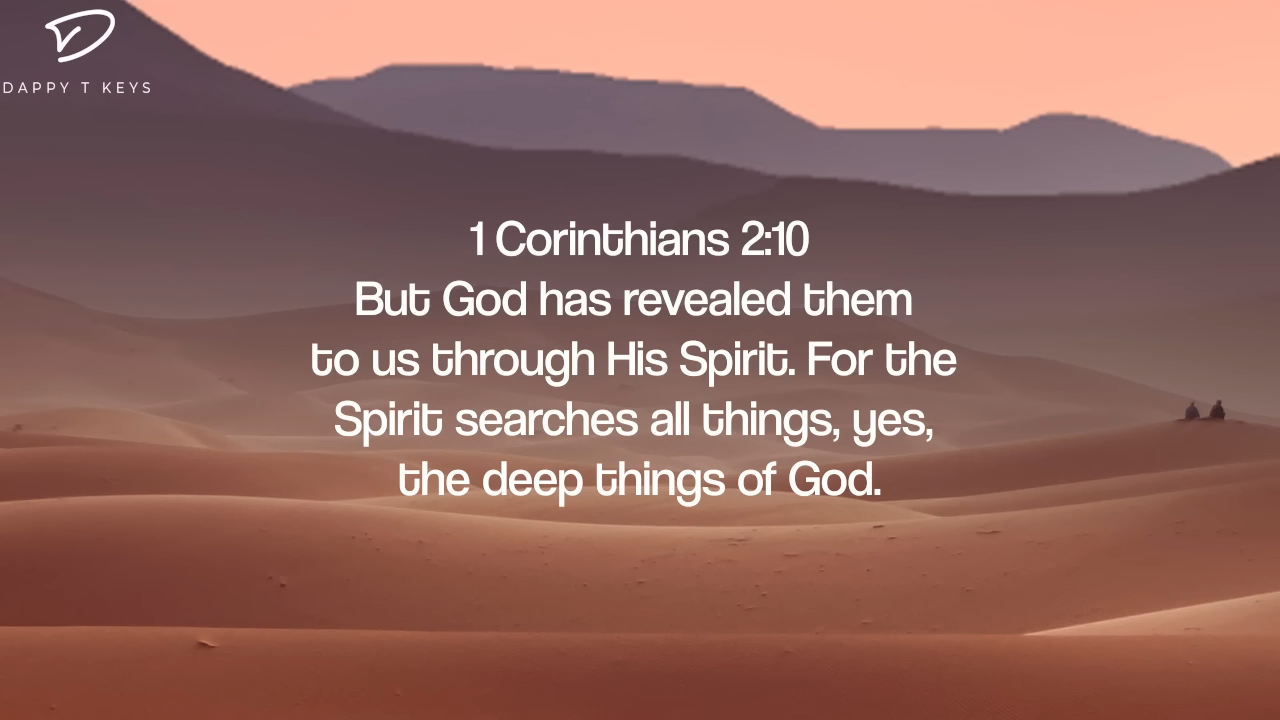 DAPPY T KEYS
1 Corinthians 2:10
But God has revealed them
to us through His Spirit. For the
Spirit searches all things, yes,
the deep things of God.